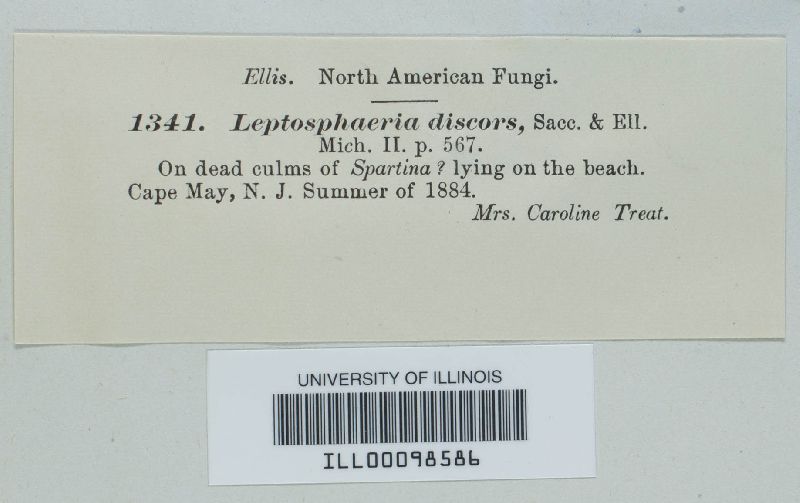 Ellis. North American Fungi.
1341. Leptosphaeria discors, Sacc. & Ell.
Mich. II. p. 567.
On dead culms of Spartina? lying on the beach.
Cape May, N. J. Summer of 1884.
Mrs. Caroline Treat.
UNIVERSITY OF ILLINOIS
ILL00098586